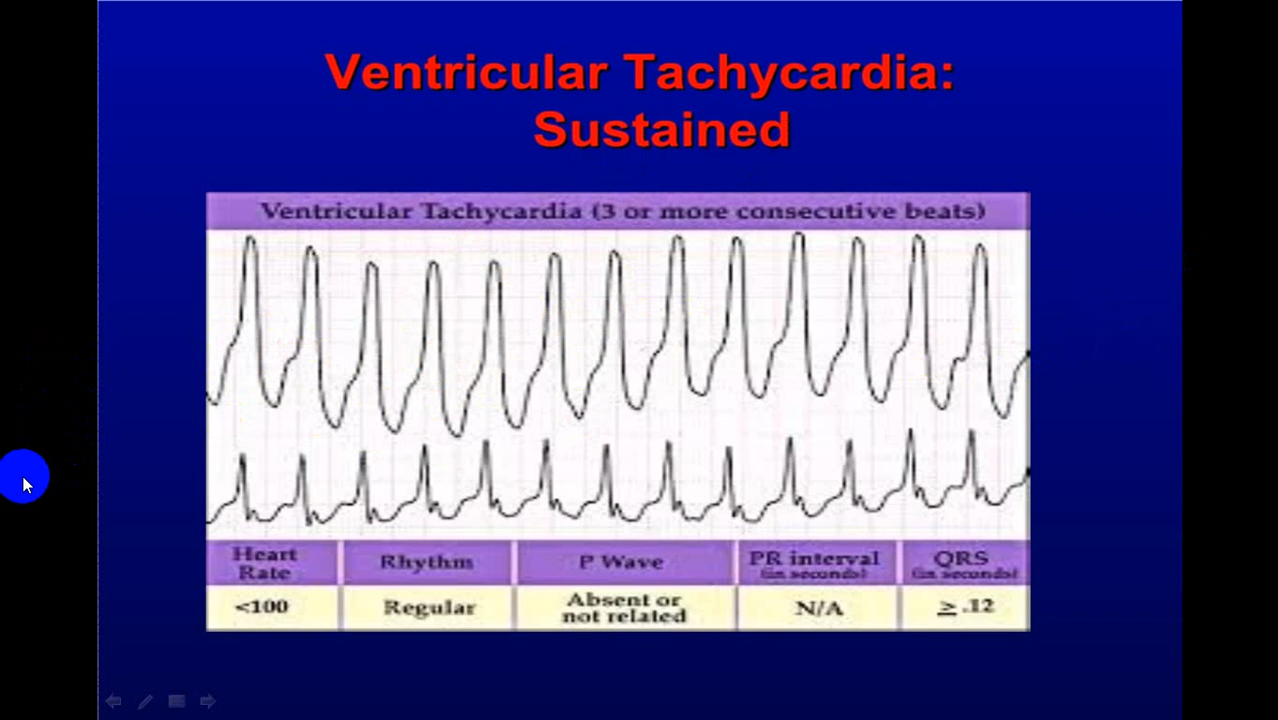 Ventricular Tachycardia:
Sustained
Ventricular Tachycardia (3 or more consecutive beats)
Heart
Rate
Rhythm
P Wave
PR interval
(in seconds)
QRS
(in seconds)
<100
Regular
Absent or
not related
N/A
≥ .12